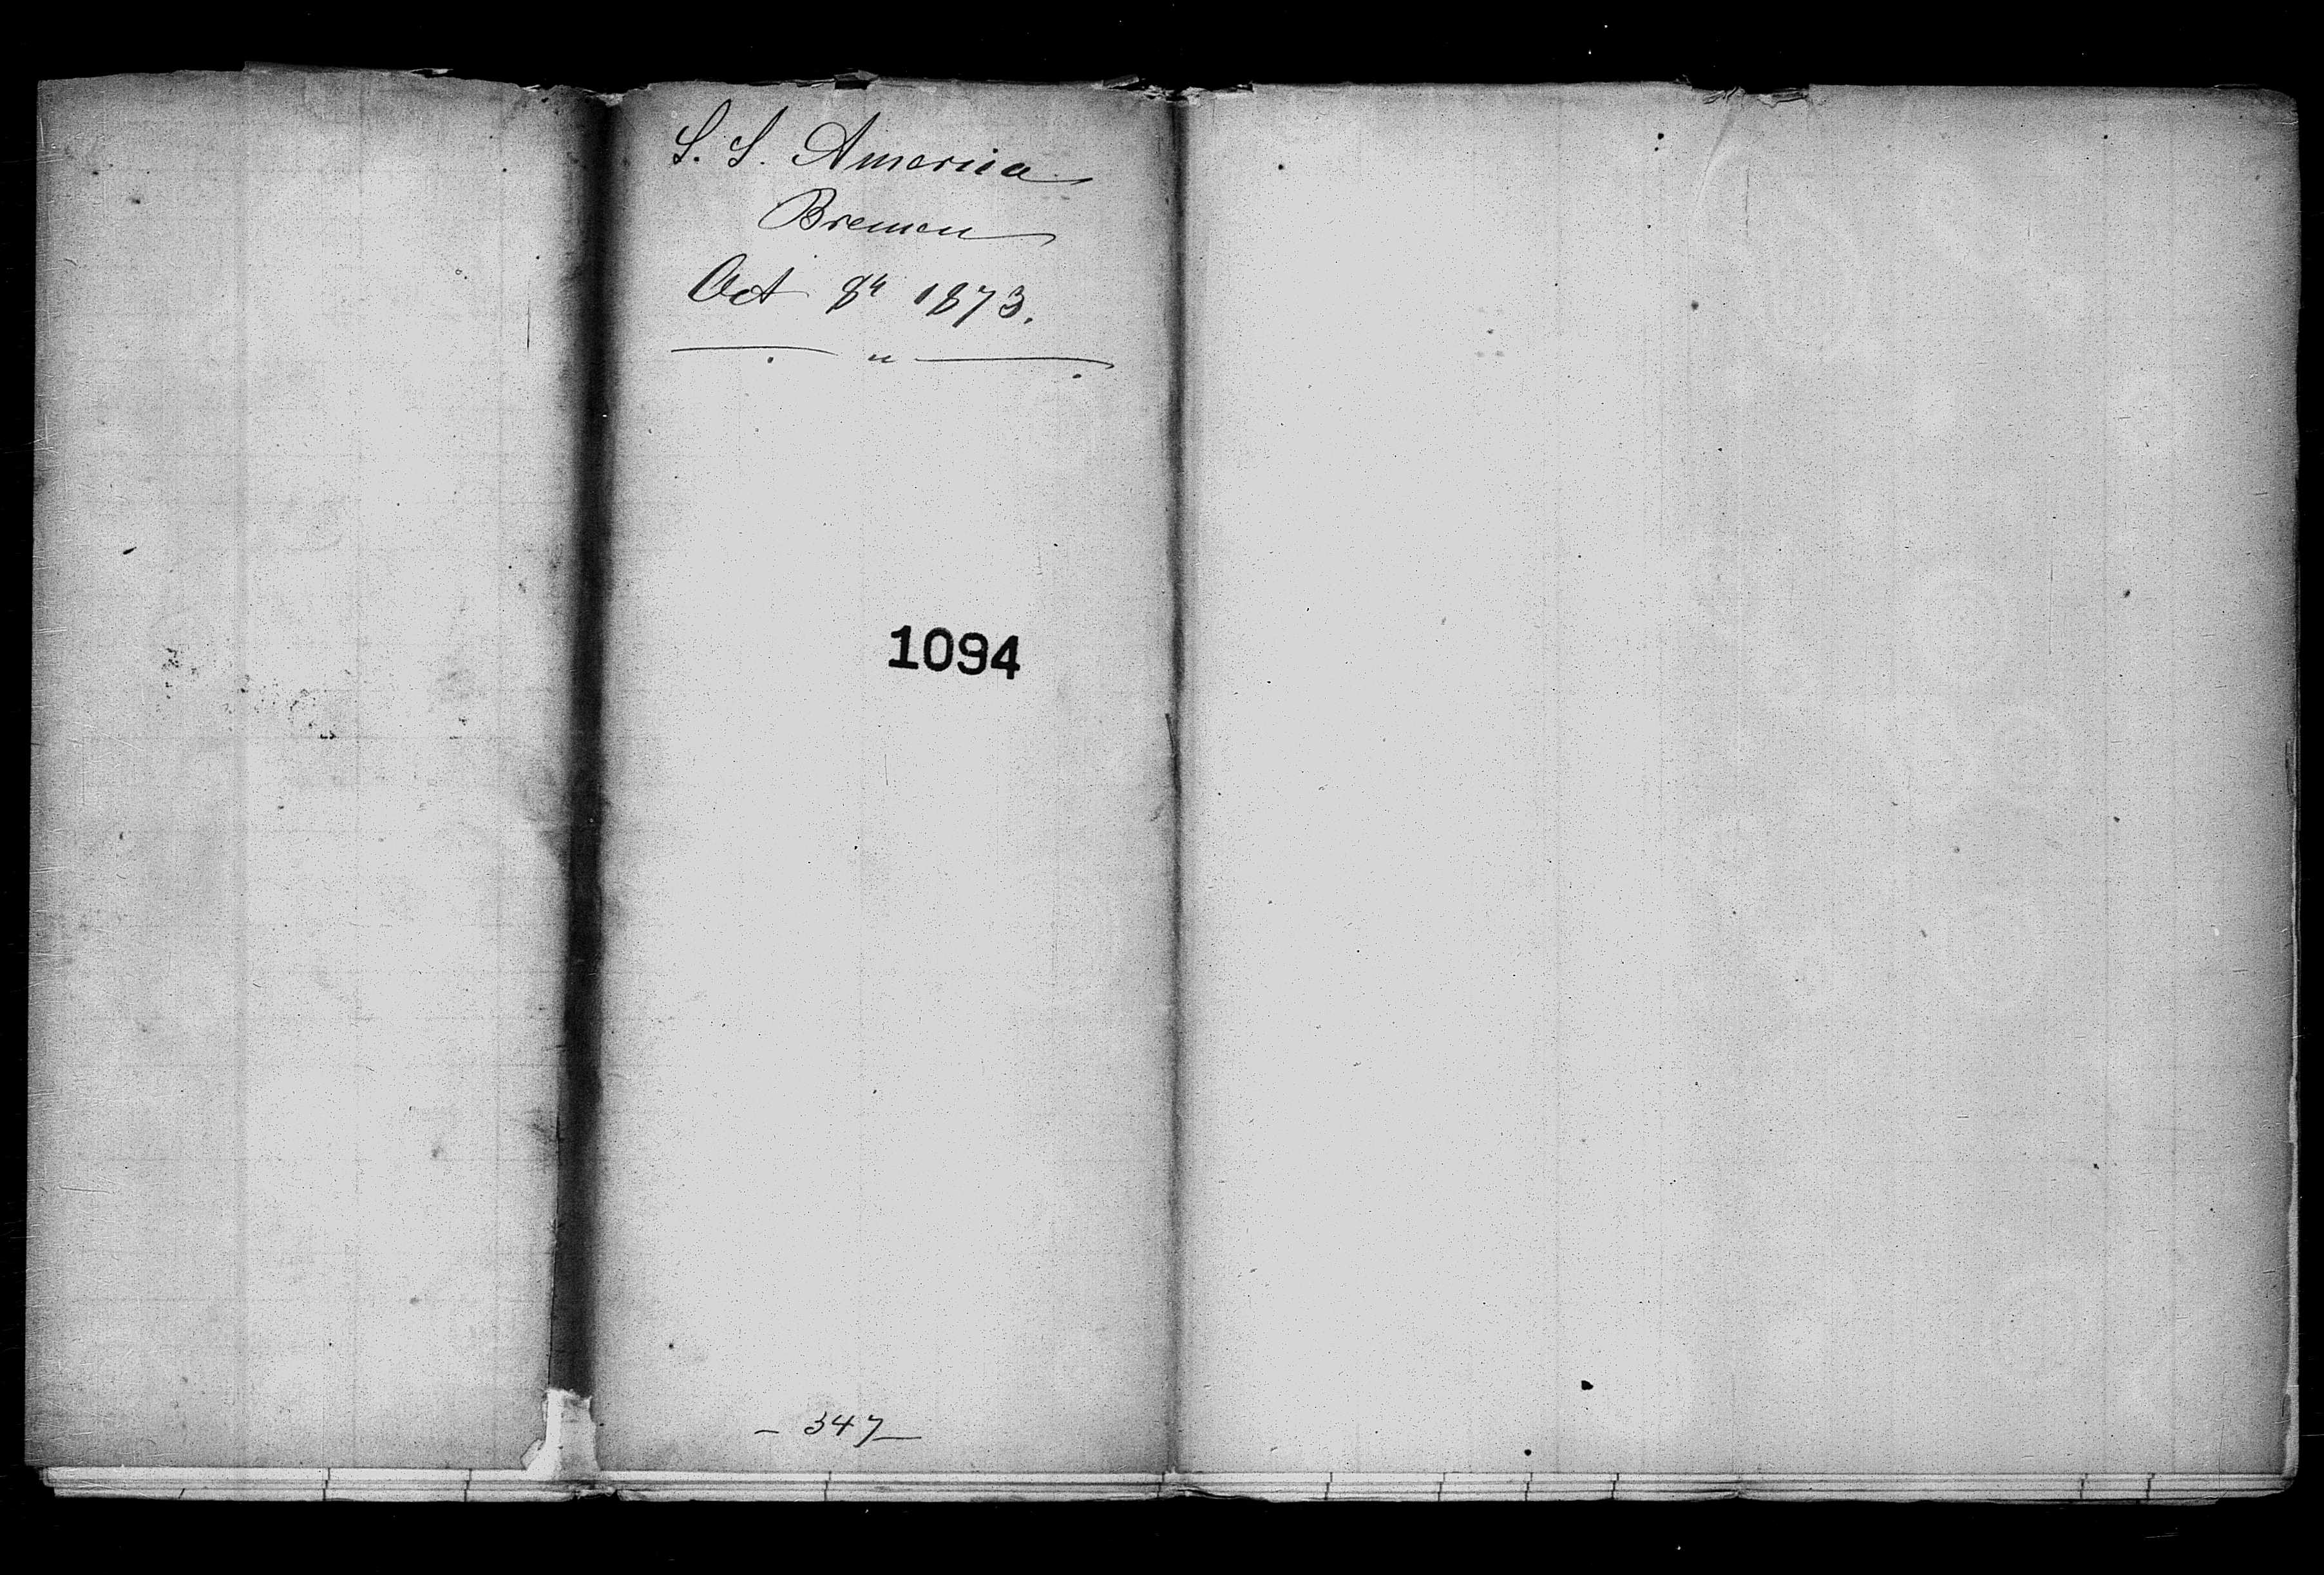 S. S. America
Bremen
Oct 8th 1873.
1094
— 347 —